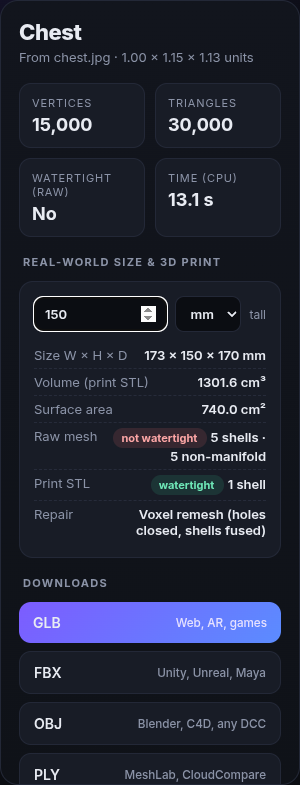 Chest
From chest.jpg · 1.00 × 1.15 × 1.13 units
VERTICES
15,000
TRIANGLES
30,000
WATERTIGHT
(RAW)
No
TIME (CPU)
13.1 s
REAL-WORLD SIZE & 3D PRINT
150 mm tall
Size W × H × D 173 × 150 × 170 mm
Volume (print STL) 1301.6 cm³
Surface area 740.0 cm²
Raw mesh not watertight 5 shells ·
5 non-manifold
Print STL watertight 1 shell
Repair Voxel remesh (holes
closed, shells fused)
DOWNLOADS
GLB Web, AR, games
FBX Unity, Unreal, Maya
OBJ Blender, C4D, any DCC
PLY MeshLab, CloudCompare